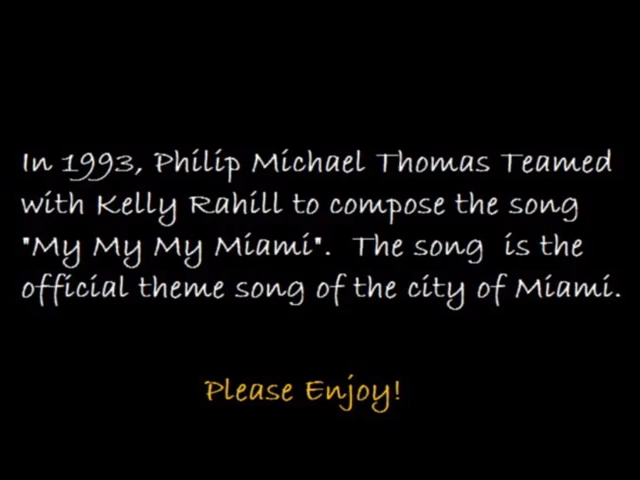 In 1993, Philip Michael Thomas Teamed
with Kelly Rahill to compose the song
"My My My Miami".  The song  is the
official theme song of the city of Miami.
Please Enjoy!